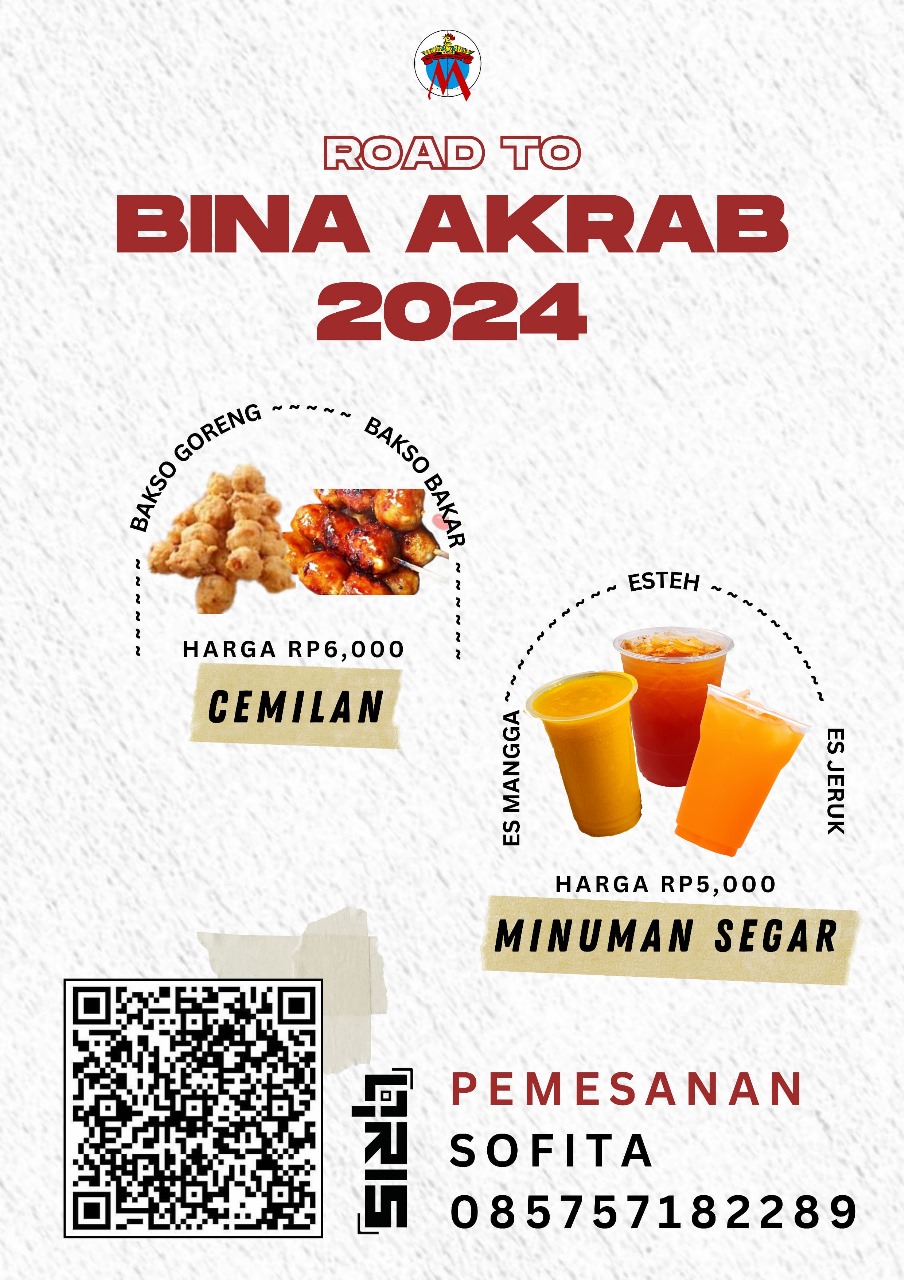 ROAD TO
BINA AKRAB
2024
BAKSO GORENG ~~~~~ BAKSO BAKAR
HARGA RP6,000
CEMILAN
ES MANGGA ~~~~~~~~~~ ESTEH ~~~~~~~~~~ ES JERUK
HARGA RP5,000
MINUMAN SEGAR
QRIS
PEMESANAN
SOFITA
085757182289